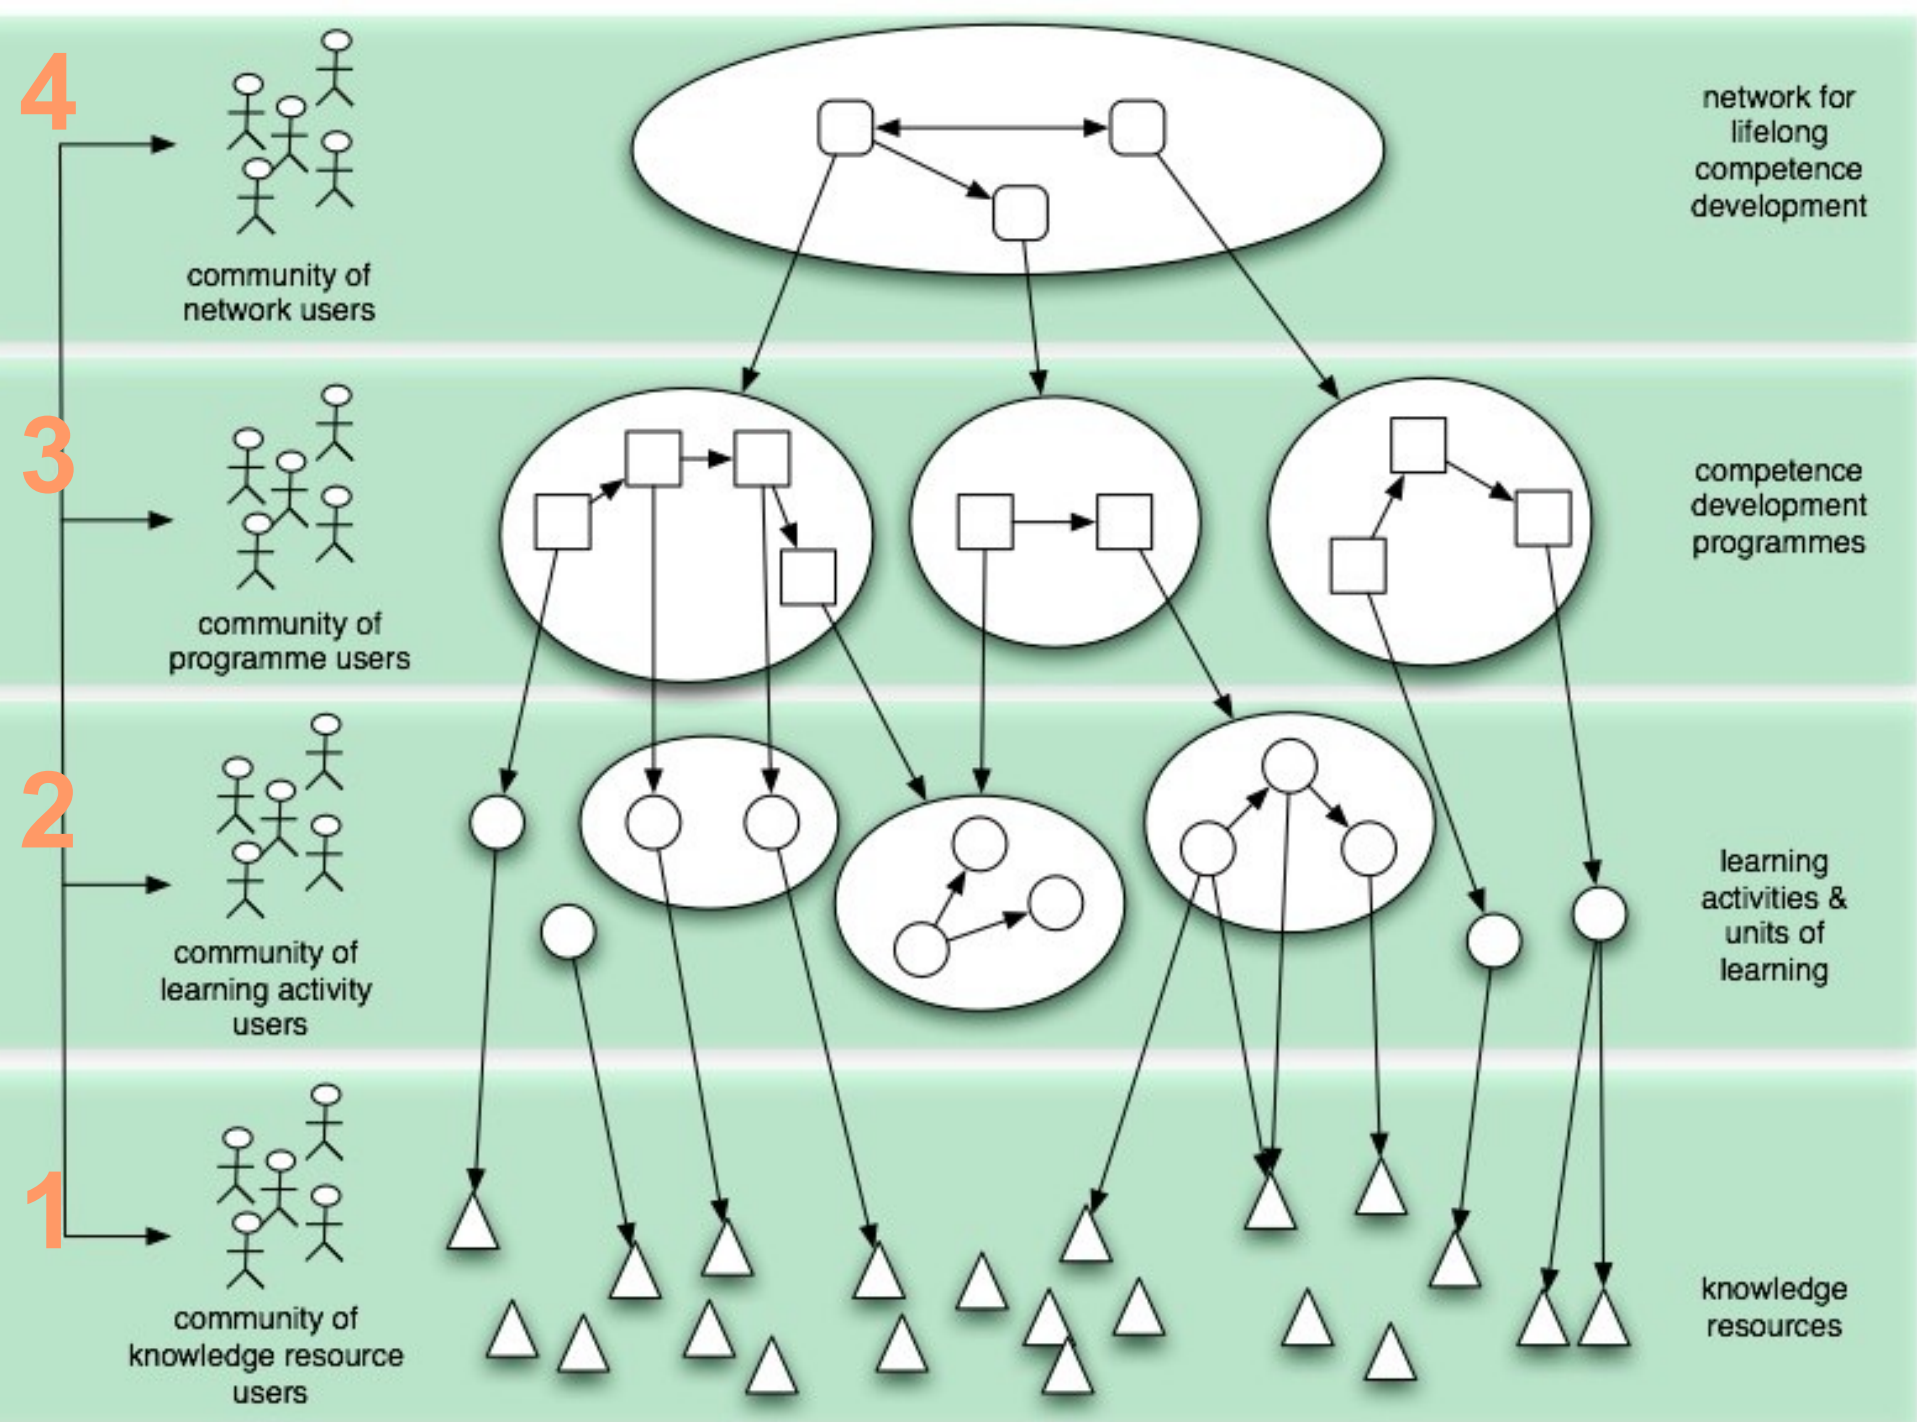 4
network for
lifelong
competence
development
community of
network users
3
competence
development
programmes
community of
programme users
2
learning
activities &
units of
learning
community of
learning activity
users
1
knowledge
resources
community of
knowledge resource
users